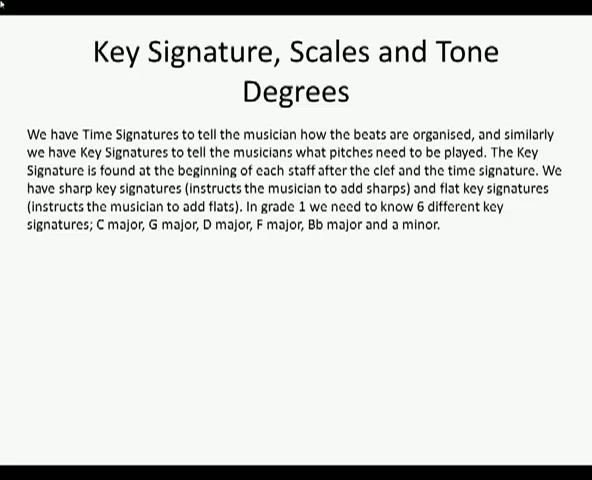 Key Signature, Scales and Tone
Degrees
We have Time Signatures to tell the musician how the beats are organised, and similarly
we have Key Signatures to tell the musicians what pitches need to be played. The Key
Signature is found at the beginning of each staff after the clef and the time signature. We
have sharp key signatures (instructs the musician to add sharps) and flat key signatures
(instructs the musician to add flats). In grade 1 we need to know 6 different key
signatures; C major, G major, D major, F major, Bb major and a minor.